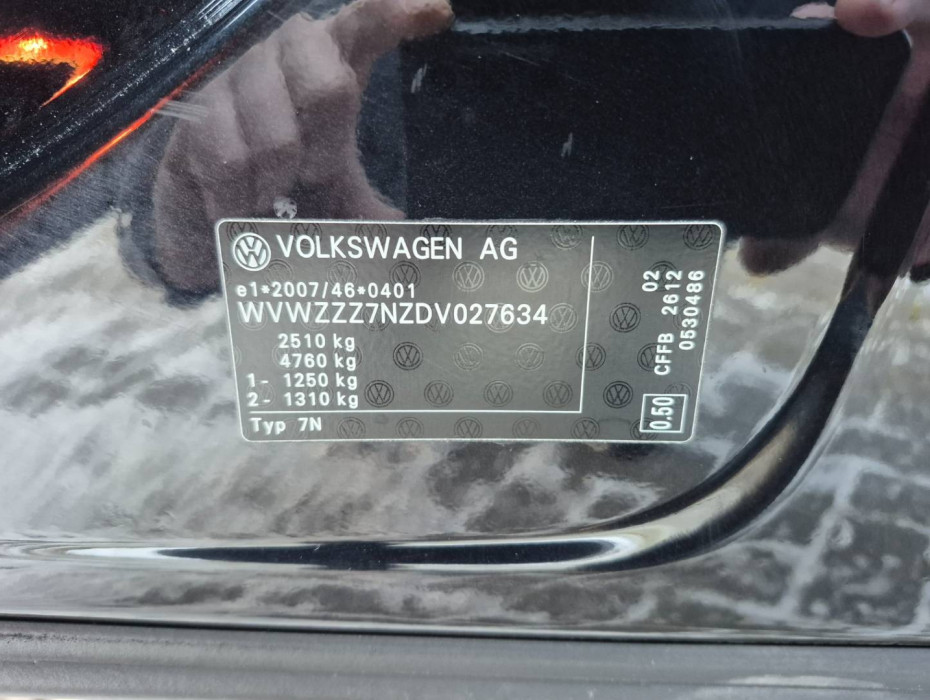 VOLKSWAGEN AG
e1*2007/46*0401
WVWZZZ7NZDV027634
2510 kg
4760 kg
1- 1250 kg
2- 1310 kg
Typ 7N
02
CFFB 2612
0530486
0,50